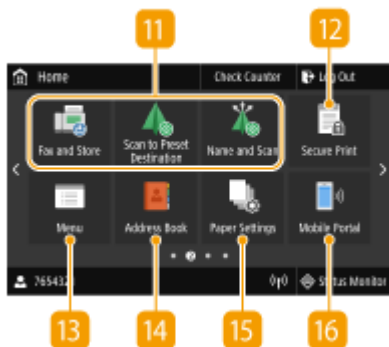 11 12
Home Check Counter Log Out
Fax and Store Scan to Preset Destination Name and Scan Secure Print
Menu Address Book Paper Settings Mobile Portal
2
765432 Status Monitor
13 14 15 16